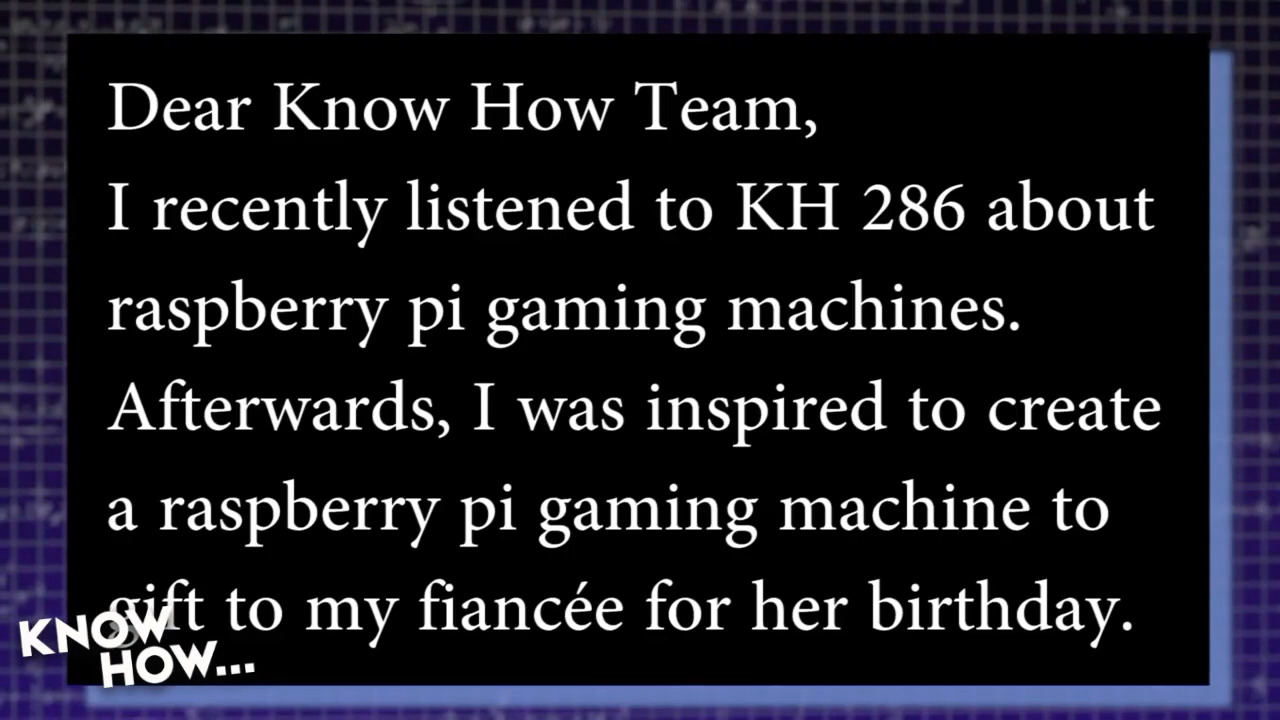 Dear Know How Team,
I recently listened to KH 286 about
raspberry pi gaming machines.
Afterwards, I was inspired to create
a raspberry pi gaming machine to
gift to my fiancée for her birthday.
KNOW
HOW...